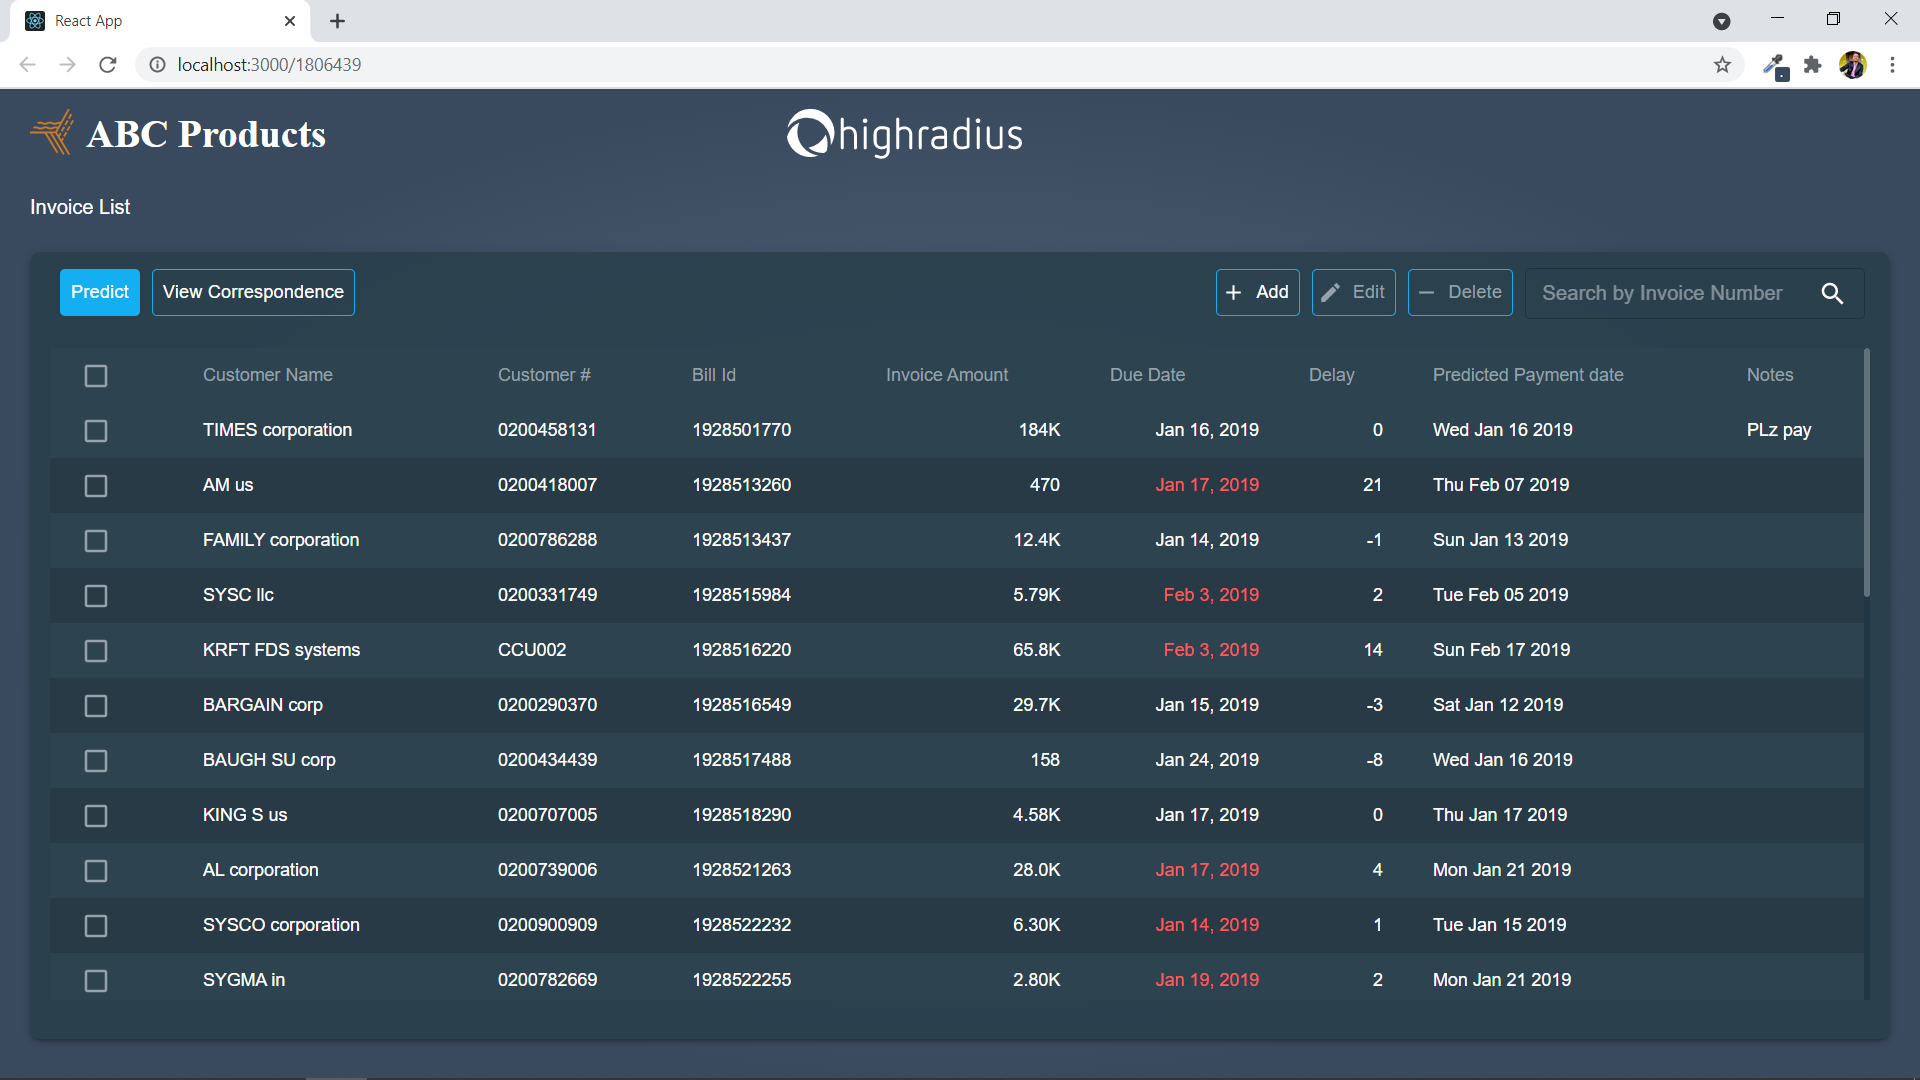 React App
localhost:3000/1806439
ABC Products
highradius
Invoice List
Predict View Correspondence + Add Edit — Delete Search by Invoice Number
Customer Name Customer # Bill Id Invoice Amount Due Date Delay Predicted Payment date Notes
TIMES corporation 0200458131 1928501770 184K Jan 16, 2019 0 Wed Jan 16 2019 PLz pay
AM us 0200418007 1928513260 470 Jan 17, 2019 21 Thu Feb 07 2019
FAMILY corporation 0200786288 1928513437 12.4K Jan 14, 2019 -1 Sun Jan 13 2019
SYSC llc 0200331749 1928515984 5.79K Feb 3, 2019 2 Tue Feb 05 2019
KRFT FDS systems CCU002 1928516220 65.8K Feb 3, 2019 14 Sun Feb 17 2019
BARGAIN corp 0200290370 1928516549 29.7K Jan 15, 2019 -3 Sat Jan 12 2019
BAUGH SU corp 0200434439 1928517488 158 Jan 24, 2019 -8 Wed Jan 16 2019
KING S us 0200707005 1928518290 4.58K Jan 17, 2019 0 Thu Jan 17 2019
AL corporation 0200739006 1928521263 28.0K Jan 17, 2019 4 Mon Jan 21 2019
SYSCO corporation 0200900909 1928522232 6.30K Jan 14, 2019 1 Tue Jan 15 2019
SYGMA in 0200782669 1928522255 2.80K Jan 19, 2019 2 Mon Jan 21 2019